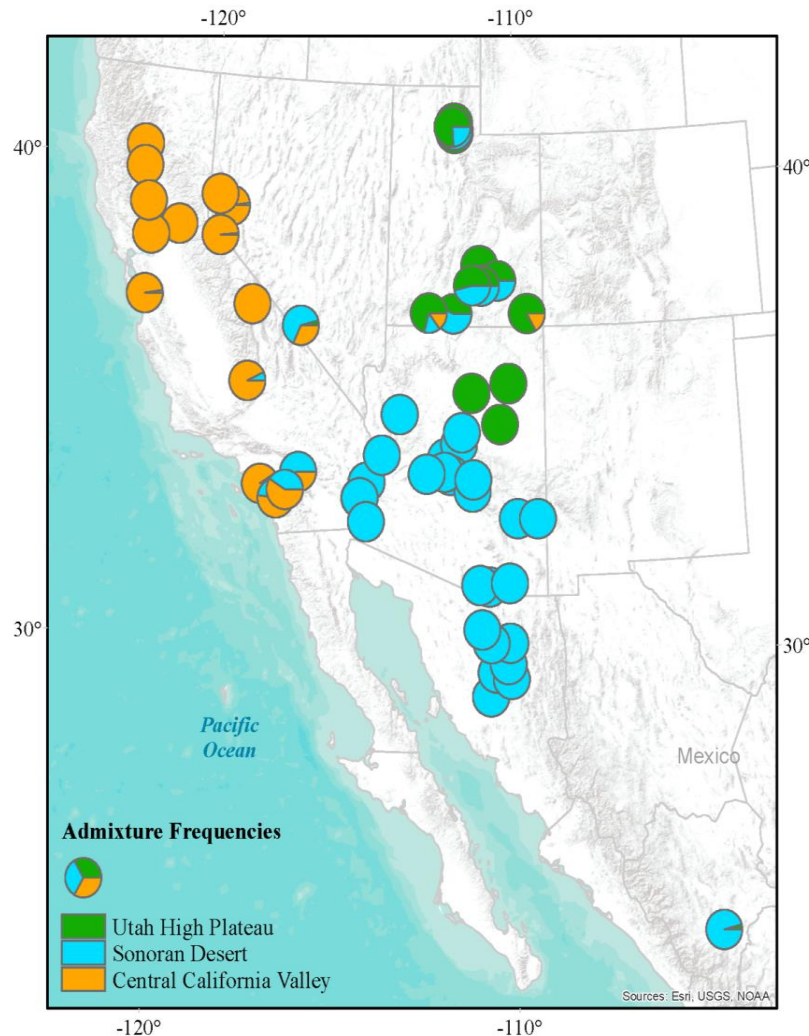 -120°
-110°
40°
40°
30°
30°
Pacific
Ocean
Mexico
Admixture Frequencies
Utah High Plateau
Sonoran Desert
Central California Valley
Sources: Esri, USGS, NOAA
-120°
-110°